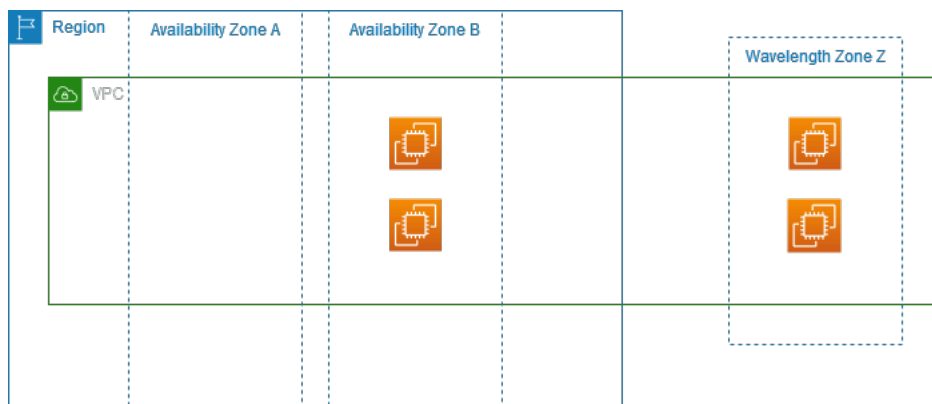 Region
Availability Zone A
Availability Zone B
Wavelength Zone Z
VPC